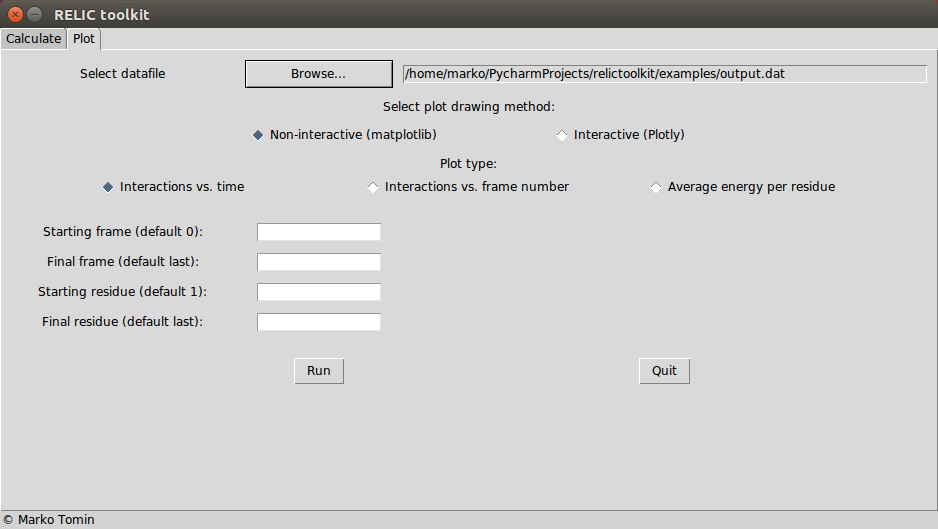 RELIC toolkit
Calculate Plot
Select datafile Browse... /home/marko/PycharmProjects/relictoolkit/examples/output.dat
Select plot drawing method:
Non-interactive (matplotlib) Interactive (Plotly)
Plot type:
Interactions vs. time Interactions vs. frame number Average energy per residue
Starting frame (default 0):
Final frame (default last):
Starting residue (default 1):
Final residue (default last):
Run Quit
© Marko Tomin